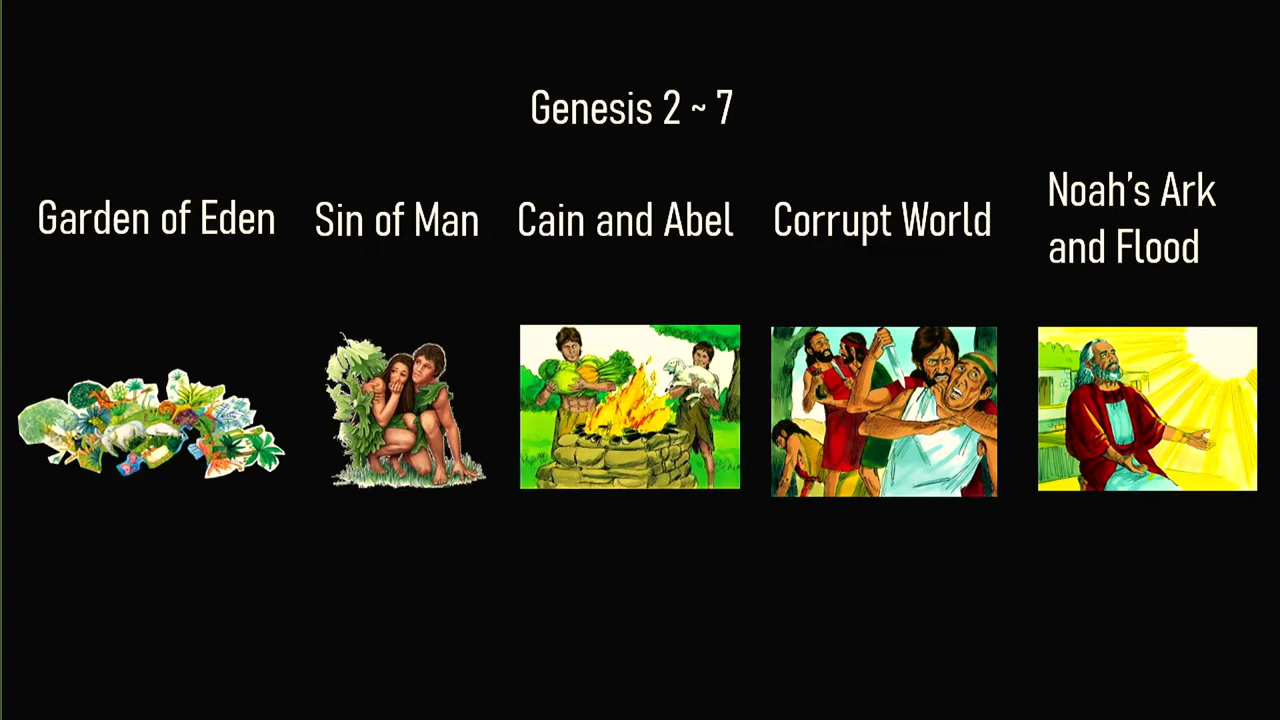 Genesis 2 ~ 7
Garden of Eden
Sin of Man
Cain and Abel
Corrupt World
Noah's Ark
and Flood